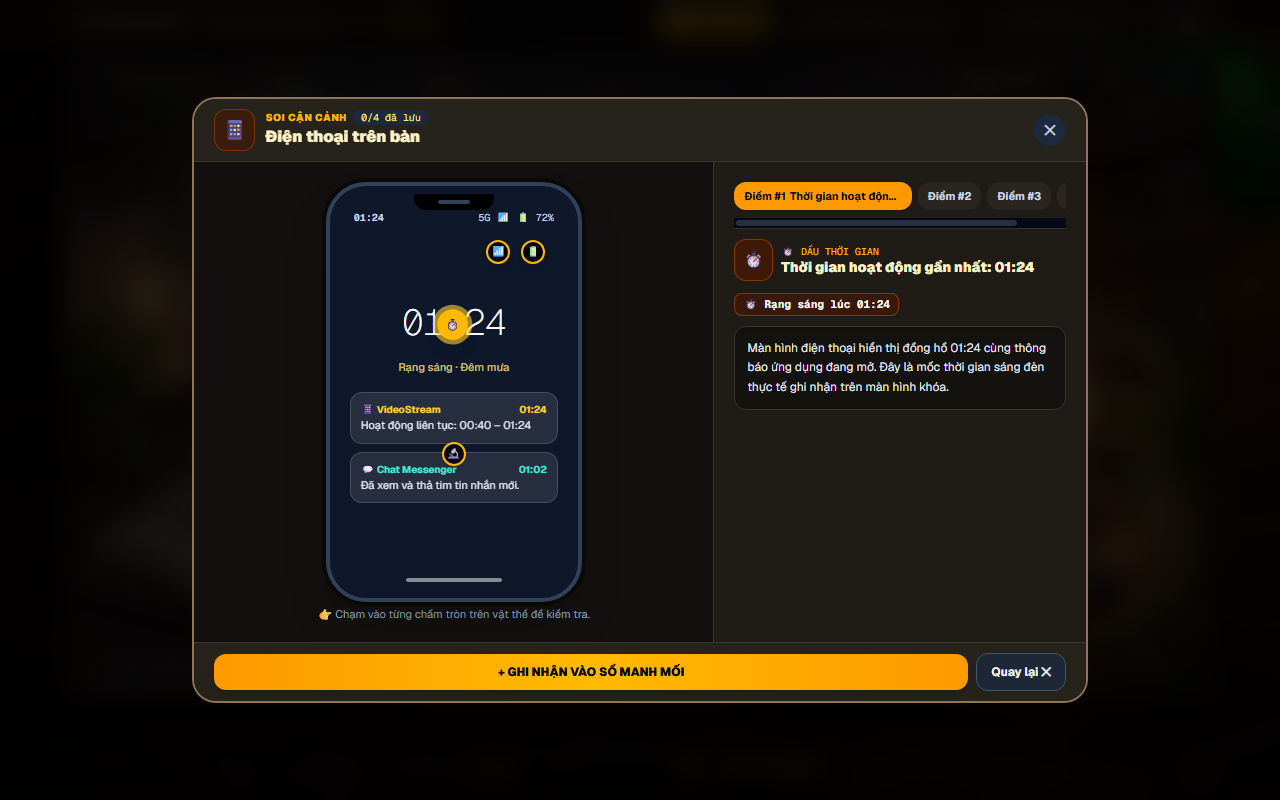 SOI CẬN CẢNH 0/4 đã lưu
Điện thoại trên bàn
01:24 5G 72%
01 24
Rạng sáng · Đêm mưa
VideoStream 01:24
Hoạt động liên tục: 00:40 – 01:24
Chat Messenger 01:02
Đã xem và thả tim tin nhắn mới.
👉 Chạm vào từng chấm tròn trên vật thể để kiểm tra.
Điểm #1 Thời gian hoạt độn... Điểm #2 Điểm #3
DẤU THỜI GIAN
Thời gian hoạt động gần nhất: 01:24
Rạng sáng lúc 01:24
Màn hình điện thoại hiển thị đồng hồ 01:24 cùng thông
báo ứng dụng đang mở. Đây là mốc thời gian sáng đèn
thực tế ghi nhận trên màn hình khóa.
+ GHI NHẬN VÀO SỔ MANH MỐI
Quay lại ✕